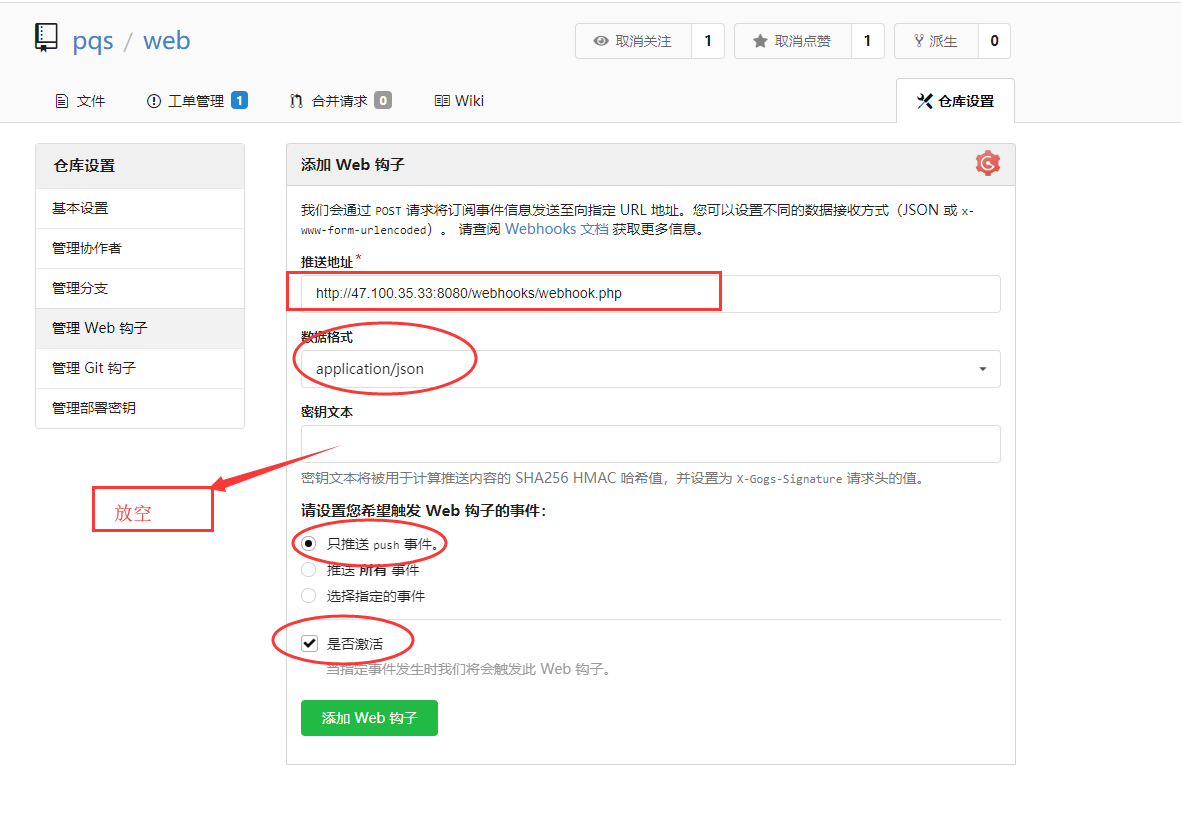 pqs / web
取消关注 1
取消点赞 1
派生 0
文件
工单管理 1
合并请求 0
Wiki
仓库设置
仓库设置
基本设置
管理协作者
管理分支
管理 Web 钩子
管理 Git 钩子
管理部署密钥
添加 Web 钩子
我们会通过 POST 请求将订阅事件信息发送至向指定 URL 地址。您可以设置不同的数据接收方式（JSON 或 x-
www-form-urlencoded）。 请查阅 Webhooks 文档 获取更多信息。
推送地址*
http://47.100.35.33:8080/webhooks/webhook.php
数据格式
application/json
密钥文本
密钥文本将被用于计算推送内容的 SHA256 HMAC 哈希值，并设置为 X-Gogs-Signature 请求头的值。
放空
请设置您希望触发 Web 钩子的事件：
只推送 push 事件。
推送 所有 事件
选择指定的事件
是否激活
当指定事件发生时我们将会触发此 Web 钩子。
添加 Web 钩子